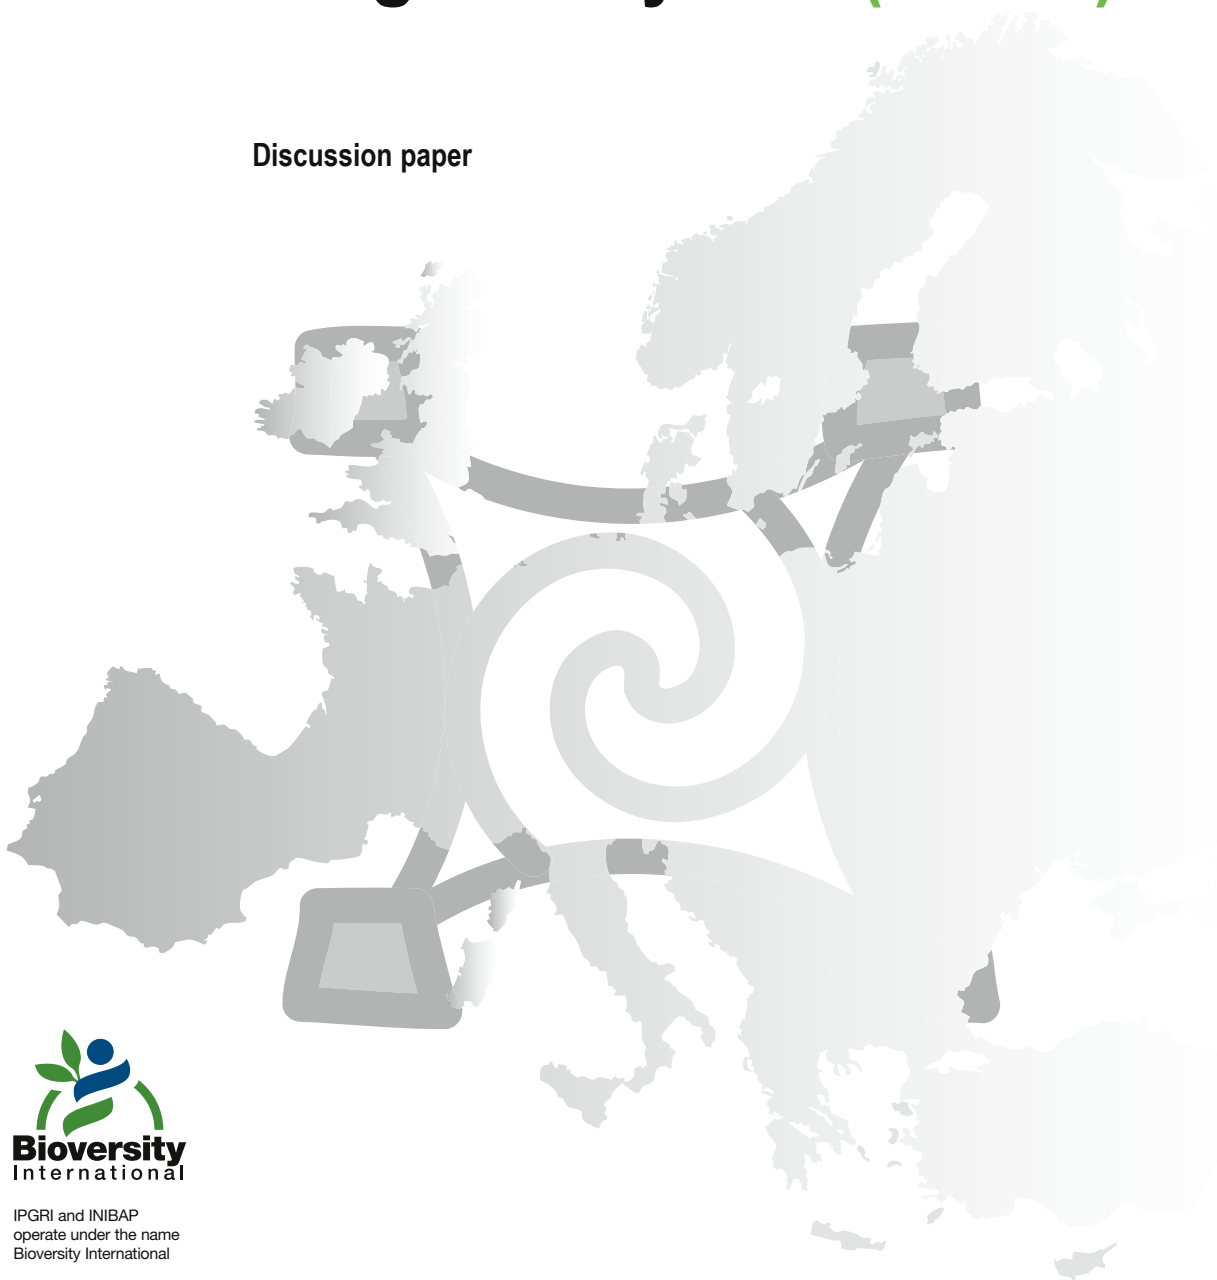 Discussion paper
Bioversity
International
IPGRI and INIBAP
operate under the name
Bioversity International